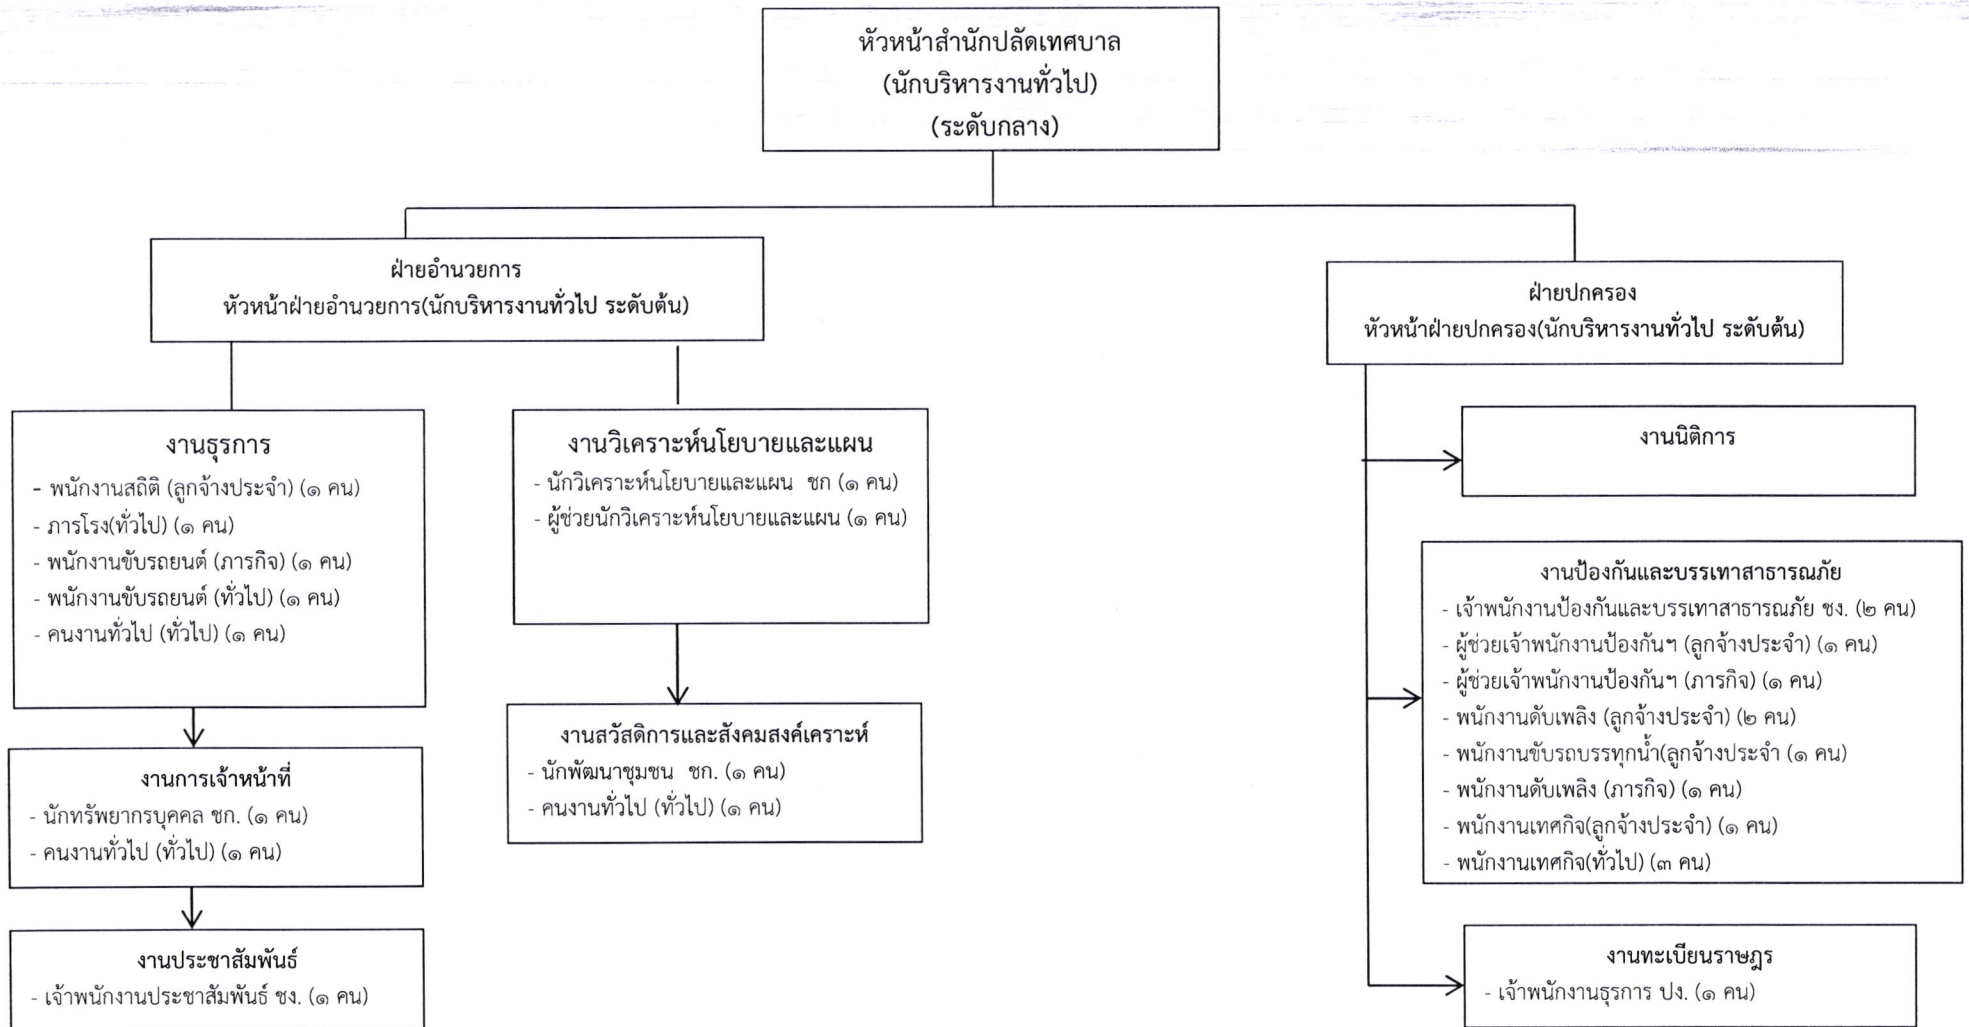 หัวหน้าสำนักปลัดเทศบาล
(นักบริหารงานทั่วไป)
(ระดับกลาง)
ฝ่ายอำนวยการ
หัวหน้าฝ่ายอำนวยการ(นักบริหารงานทั่วไป ระดับต้น)
ฝ่ายปกครอง
หัวหน้าฝ่ายปกครอง(นักบริหารงานทั่วไป ระดับต้น)
งานธุรการ
- พนักงานสถิติ (ลูกจ้างประจำ) (๑ คน)
- ภารโรง(ทั่วไป) (๑ คน)
- พนักงานขับรถยนต์ (ภารกิจ) (๑ คน)
- พนักงานขับรถยนต์ (ทั่วไป) (๑ คน)
- คนงานทั่วไป (ทั่วไป) (๑ คน)
งานการเจ้าหน้าที่
- นักทรัพยากรบุคคล ชก. (๑ คน)
- คนงานทั่วไป (ทั่วไป) (๑ คน)
งานประชาสัมพันธ์
- เจ้าพนักงานประชาสัมพันธ์ ชง. (๑ คน)
งานวิเคราะห์นโยบายและแผน
- นักวิเคราะห์นโยบายและแผน ชก (๑ คน)
- ผู้ช่วยนักวิเคราะห์นโยบายและแผน (๑ คน)
งานสวัสดิการและสังคมสงค์เคราะห์
- นักพัฒนาชุมชน ชก. (๑ คน)
- คนงานทั่วไป (ทั่วไป) (๑ คน)
งานนิติการ
งานป้องกันและบรรเทาสาธารณภัย
- เจ้าพนักงานป้องกันและบรรเทาสาธารณภัย ชง. (๒ คน)
- ผู้ช่วยเจ้าพนักงานป้องกันฯ (ลูกจ้างประจำ) (๑ คน)
- ผู้ช่วยเจ้าพนักงานป้องกันฯ (ภารกิจ) (๑ คน)
- พนักงานดับเพลิง (ลูกจ้างประจำ) (๒ คน)
- พนักงานขับรถบรรทุกน้ำ(ลูกจ้างประจำ (๑ คน)
- พนักงานดับเพลิง (ภารกิจ) (๑ คน)
- พนักงานเทศกิจ(ลูกจ้างประจำ) (๑ คน)
- พนักงานเทศกิจ(ทั่วไป) (๓ คน)
งานทะเบียนราษฎร
- เจ้าพนักงานธุรการ ปง. (๑ คน)